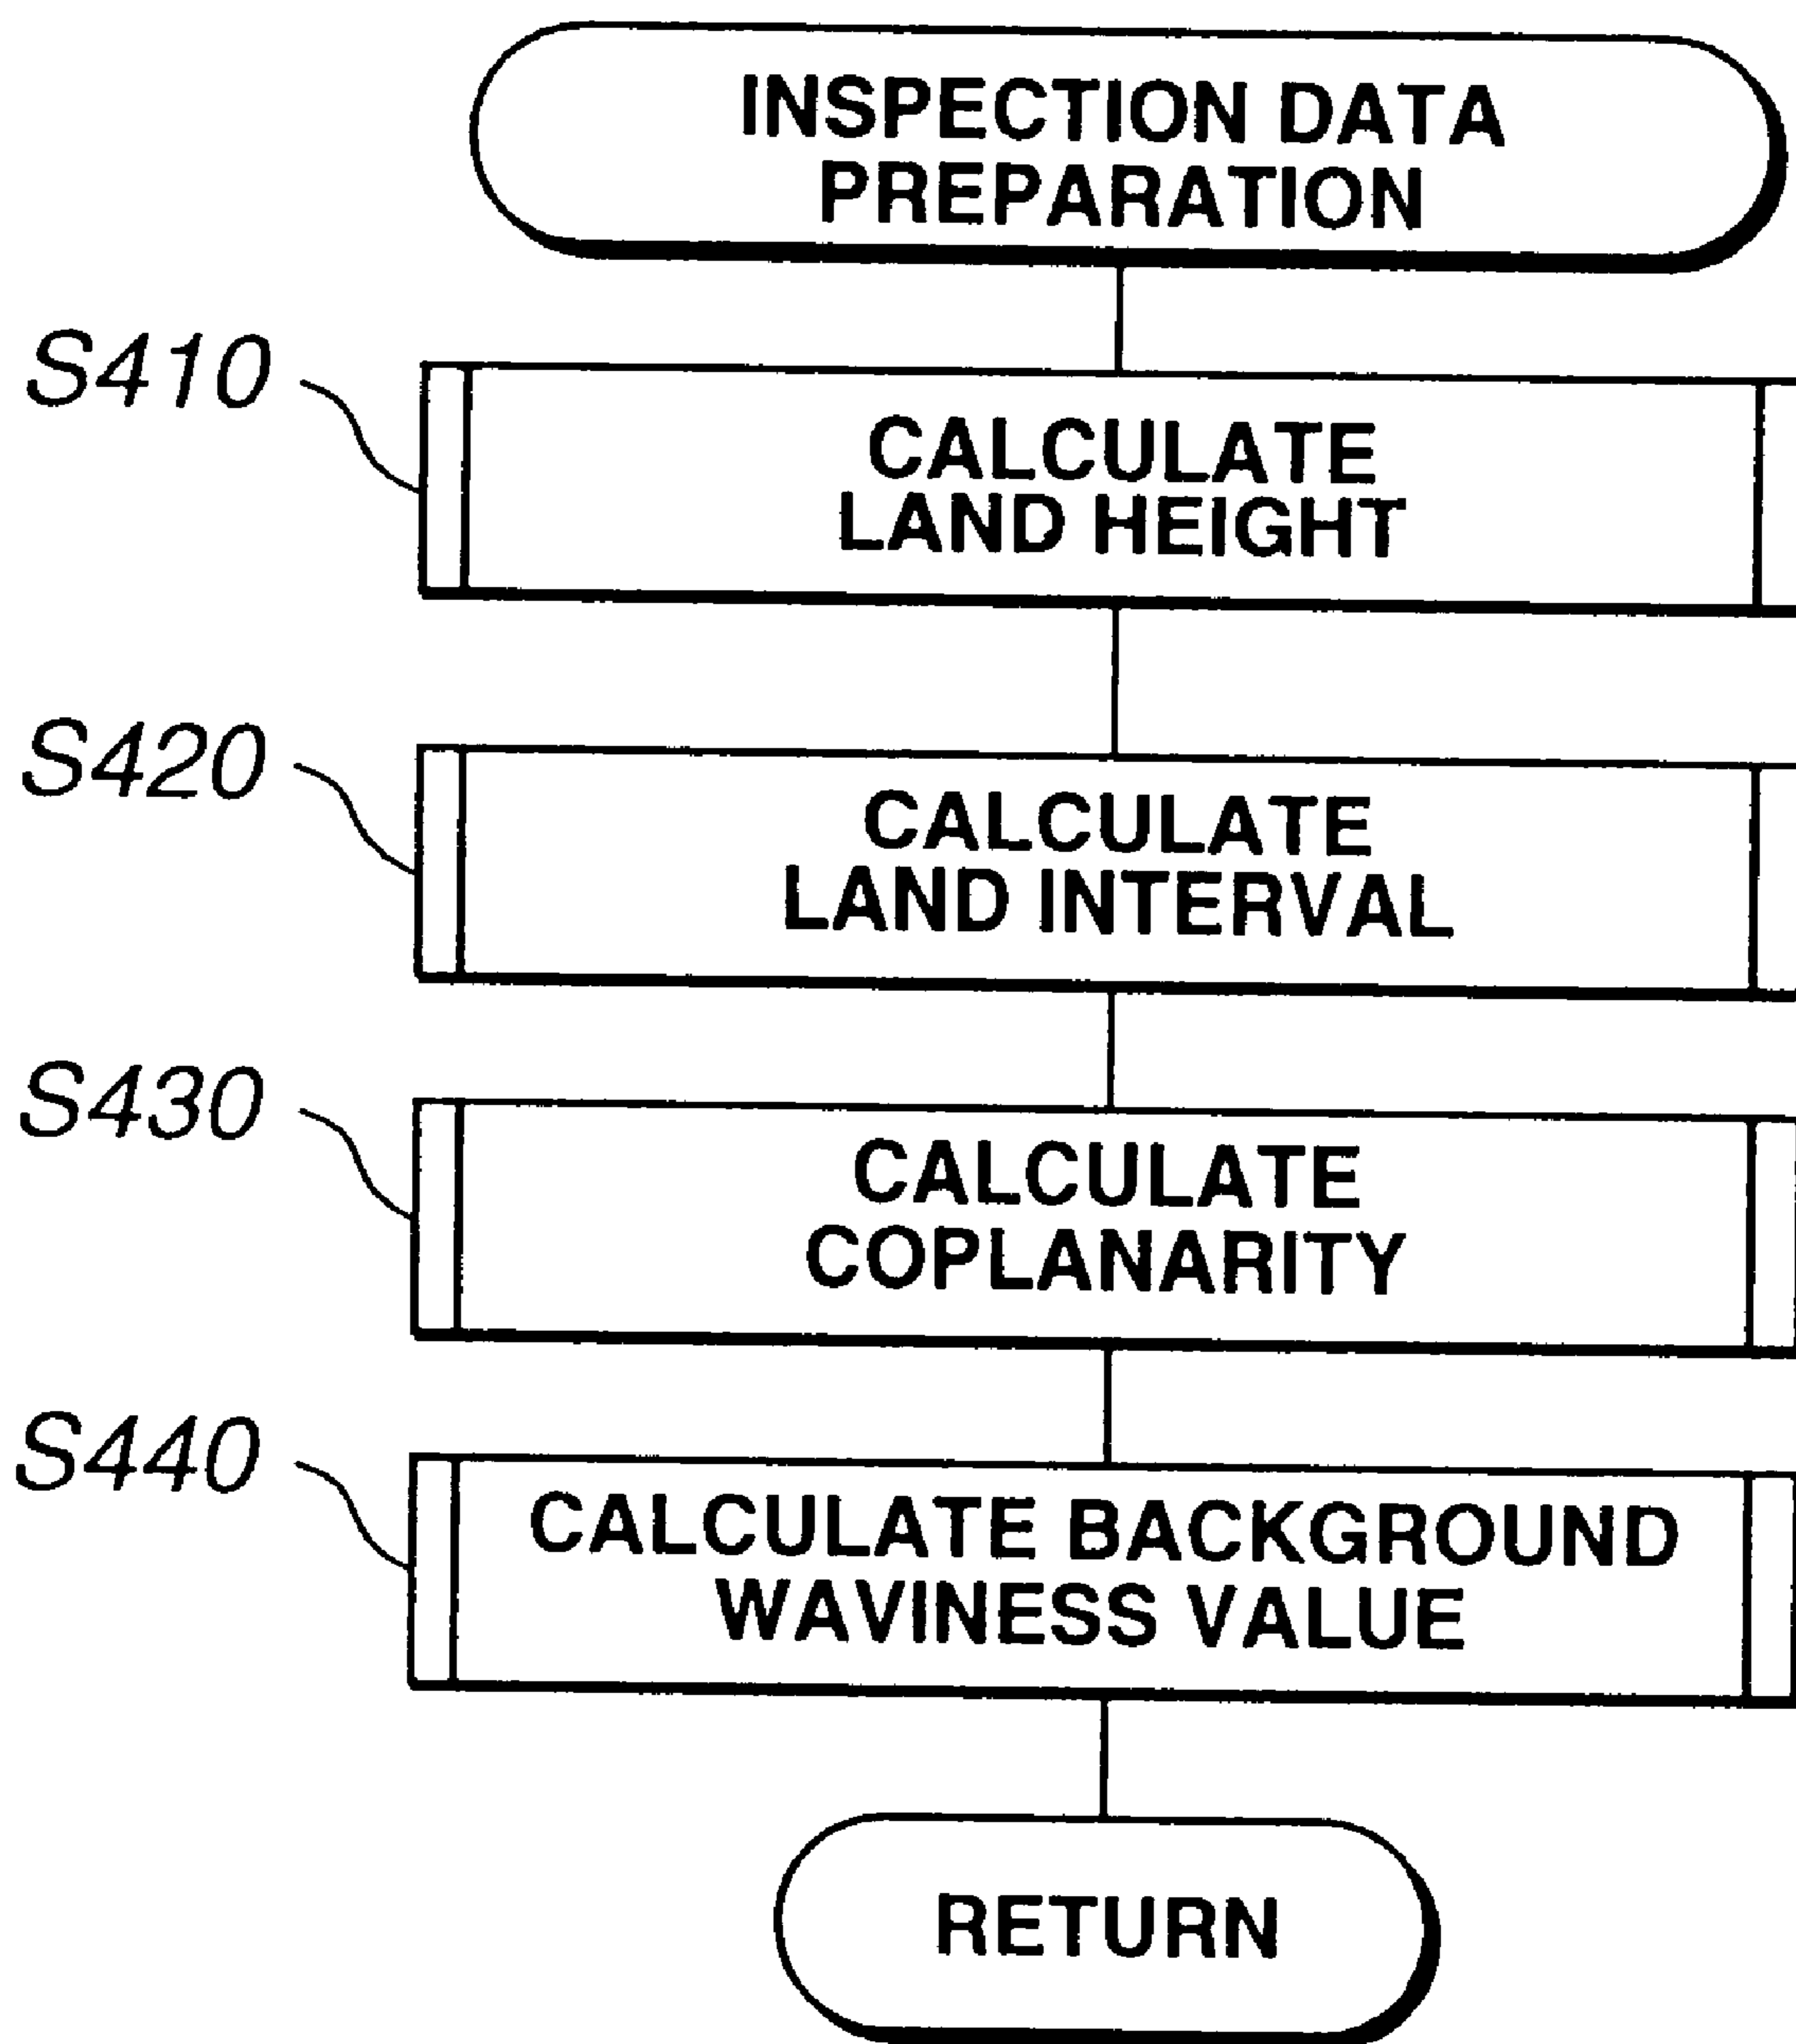 INSPECTION DATA
PREPARATION
S410
CALCULATE
LAND HEIGHT
S420
CALCULATE
LAND INTERVAL
S430
CALCULATE
COPLANARITY
S440
CALCULATE BACKGROUND
WAVINESS VALUE
RETURN